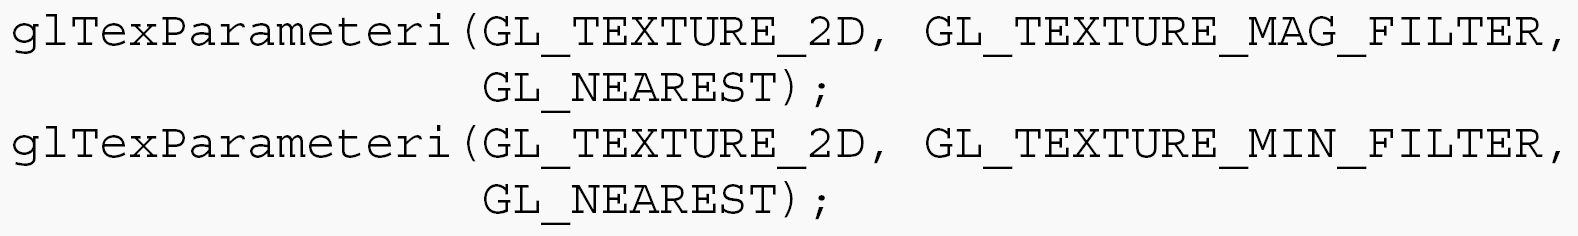 glTexParameteri(GL_TEXTURE_2D, GL_TEXTURE_MAG_FILTER,
                GL_NEAREST);
glTexParameteri(GL_TEXTURE_2D, GL_TEXTURE_MIN_FILTER,
                GL_NEAREST);